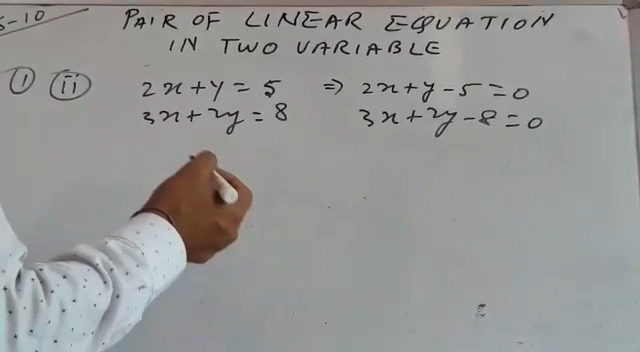 PAIR OF LINEAR EQUATION
IN TWO VARIABLE
① ⓘⓘ 2x+y=5 ⇒ 2x+y-5=0
3x+2y=8 3x+2y-8=0